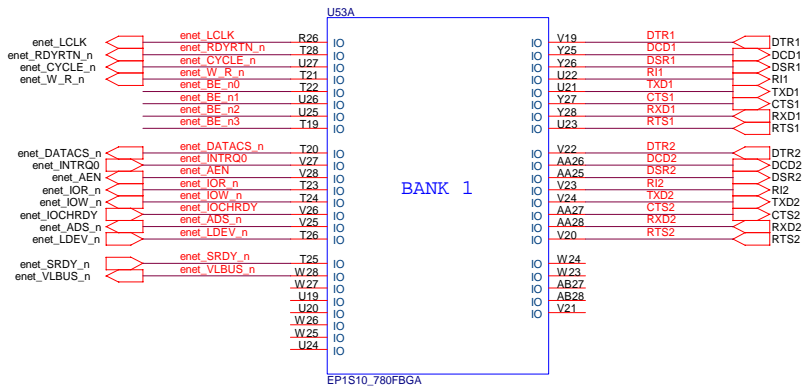 U53A
enet_LCLK enet_LCLK R26 IO IO V19 DTR1 DTR1
enet_RDYRTN_n enet_RDYRTN_n T28 IO IO Y25 DCD1 DCD1
enet_CYCLE_n enet_CYCLE_n U27 IO IO Y26 DSR1 DSR1
enet_W_R_n enet_W_R_n T21 IO IO U22 RI1 RI1
enet_BE_n0 T22 IO IO U21 TXD1 TXD1
enet_BE_n1 U26 IO IO Y27 CTS1 CTS1
enet_BE_n2 U25 IO IO Y28 RXD1 RXD1
enet_BE_n3 T19 IO IO U23 RTS1 RTS1
enet_DATACS_n enet_DATACS_n T20 IO IO V22 DTR2 DTR2
enet_INTRQ0 enet_INTRQ0 V27 IO IO AA26 DCD2 DCD2
enet_AEN enet_AEN V28 IO IO AA25 DSR2 DSR2
enet_IOR_n enet_IOR_n T23 IO BANK 1 IO V23 RI2 RI2
enet_IOW_n enet_IOW_n T24 IO IO V24 TXD2 TXD2
enet_IOCHRDY enet_IOCHRDY V26 IO IO AA27 CTS2 CTS2
enet_ADS_n enet_ADS_n V25 IO IO AA28 RXD2 RXD2
enet_LDEV_n enet_LDEV_n T26 IO IO V20 RTS2 RTS2
enet_SRDY_n enet_SRDY_n T25 IO IO W24
enet_VLBUS_n enet_VLBUS_n W28 IO IO W23
W27 IO IO AB27
U19 IO IO AB28
U20 IO IO V21
W26 IO
W25 IO
U24 IO
EP1S10_780FBGA